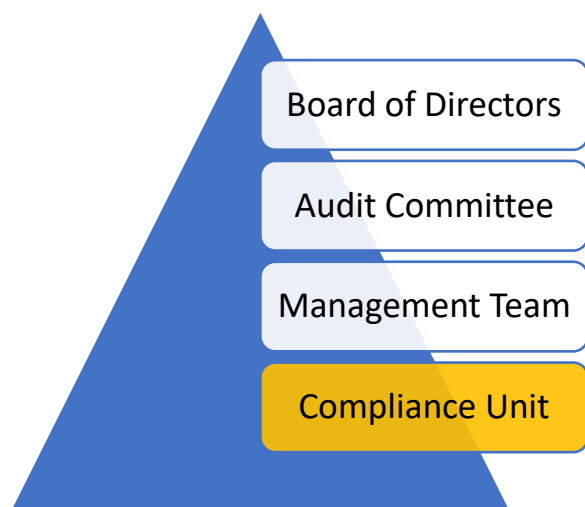 Board of Directors
Audit Committee
Management Team
Compliance Unit